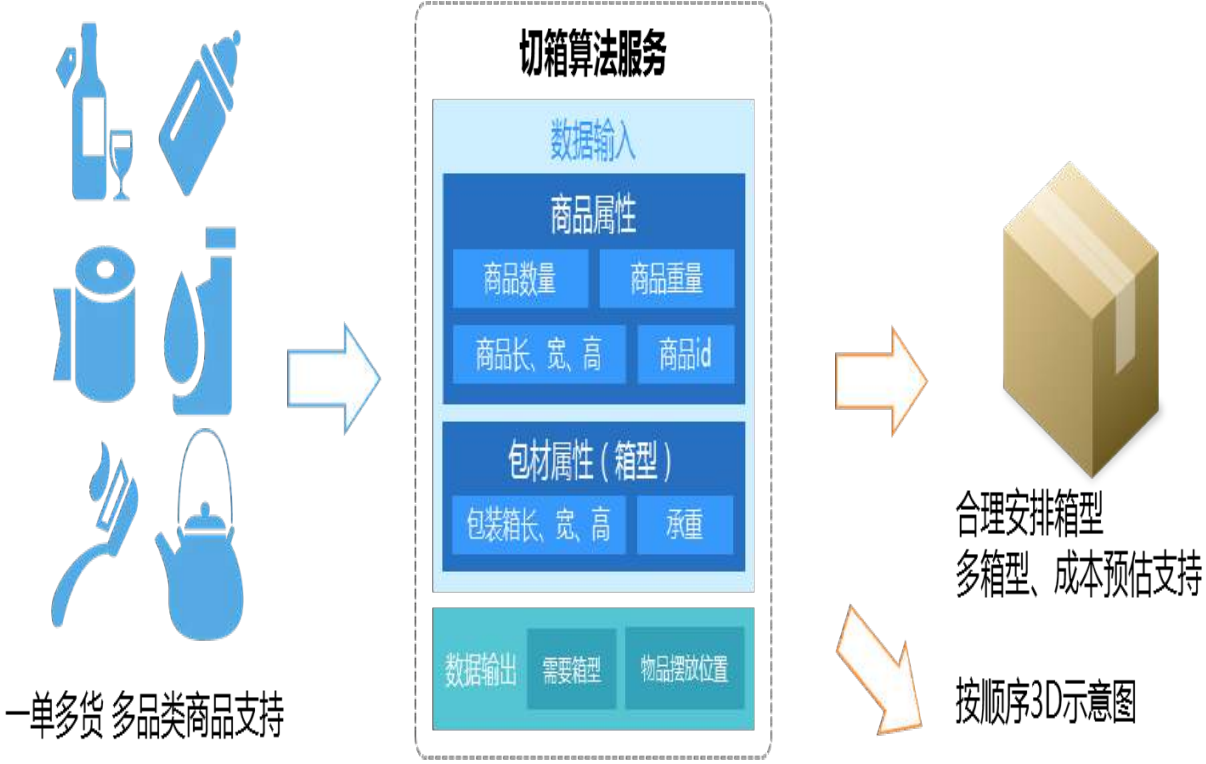 切箱算法服务
数据输入
商品属性
商品数量
商品重量
商品长、宽、高
商品id
包材属性（箱型）
包装箱长、宽、高
承重
数据输出
需要箱型
物品摆放位置
一单多货 多品类商品支持
合理安排箱型
多箱型、成本预估支持
按顺序3D示意图